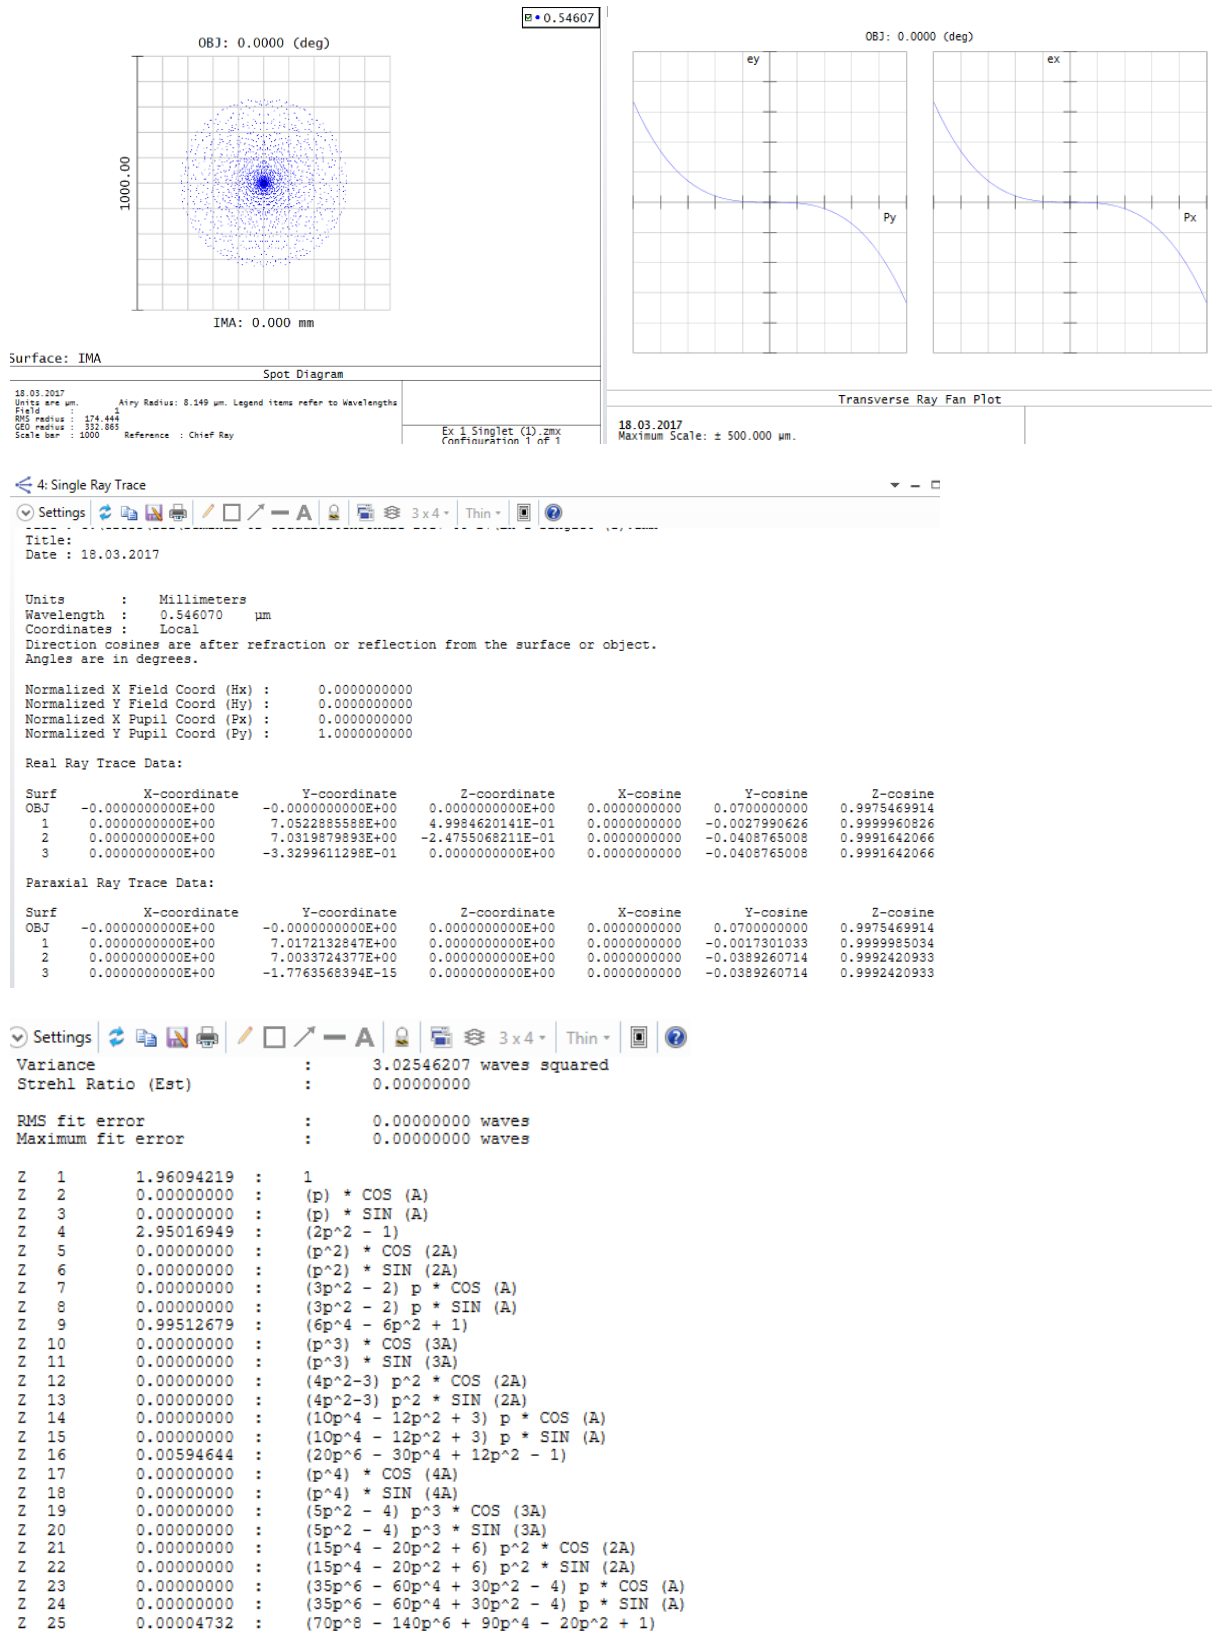 0.54607
OBJ: 0.0000 (deg)
1000.00
IMA: 0.000 mm
Surface: IMA
Spot Diagram
18.03.2017
Units are µm. Airy Radius: 8.149 µm. Legend items refer to Wavelengths
Field : 1
RMS radius : 174.444
GEO radius : 332.865
Scale bar : 1000 Reference : Chief Ray
Ex 1 Singlet (1).zmx
Configuration 1 of 1
OBJ: 0.0000 (deg)
ey
ex
Py
Px
Transverse Ray Fan Plot
18.03.2017
Maximum Scale: ± 500.000 µm.
4: Single Ray Trace
Settings 3 x 4 Thin
Title:
Date : 18.03.2017
Units : Millimeters
Wavelength : 0.546070 µm
Coordinates : Local
Direction cosines are after refraction or reflection from the surface or object.
Angles are in degrees.
Normalized X Field Coord (Hx) : 0.0000000000
Normalized Y Field Coord (Hy) : 0.0000000000
Normalized X Pupil Coord (Px) : 0.0000000000
Normalized Y Pupil Coord (Py) : 1.0000000000
Real Ray Trace Data:
Surf X-coordinate Y-coordinate Z-coordinate X-cosine Y-cosine Z-cosine
OBJ -0.0000000000E+00 -0.0000000000E+00 0.0000000000E+00 0.0000000000 0.0700000000 0.9975469914
1 0.0000000000E+00 7.0522885588E+00 4.9984620141E-01 0.0000000000 -0.0027990626 0.9999960826
2 0.0000000000E+00 7.0319879893E+00 -2.4755068211E-01 0.0000000000 -0.0408765008 0.9991642066
3 0.0000000000E+00 -3.3299611298E-01 0.0000000000E+00 0.0000000000 -0.0408765008 0.9991642066
Paraxial Ray Trace Data:
Surf X-coordinate Y-coordinate Z-coordinate X-cosine Y-cosine Z-cosine
OBJ -0.0000000000E+00 -0.0000000000E+00 0.0000000000E+00 0.0000000000 0.0700000000 0.9975469914
1 0.0000000000E+00 7.0172132847E+00 0.0000000000E+00 0.0000000000 -0.0017301033 0.9999985034
2 0.0000000000E+00 7.0033724377E+00 0.0000000000E+00 0.0000000000 -0.0389260714 0.9992420933
3 0.0000000000E+00 -1.7763568394E-15 0.0000000000E+00 0.0000000000 -0.0389260714 0.9992420933
Settings 3 x 4 Thin
Variance : 3.02546207 waves squared
Strehl Ratio (Est) : 0.00000000
RMS fit error : 0.00000000 waves
Maximum fit error : 0.00000000 waves
Z 1 1.96094219 : 1
Z 2 0.00000000 : (p) * COS (A)
Z 3 0.00000000 : (p) * SIN (A)
Z 4 2.95016949 : (2p^2 - 1)
Z 5 0.00000000 : (p^2) * COS (2A)
Z 6 0.00000000 : (p^2) * SIN (2A)
Z 7 0.00000000 : (3p^2 - 2) p * COS (A)
Z 8 0.00000000 : (3p^2 - 2) p * SIN (A)
Z 9 0.99512679 : (6p^4 - 6p^2 + 1)
Z 10 0.00000000 : (p^3) * COS (3A)
Z 11 0.00000000 : (p^3) * SIN (3A)
Z 12 0.00000000 : (4p^2-3) p^2 * COS (2A)
Z 13 0.00000000 : (4p^2-3) p^2 * SIN (2A)
Z 14 0.00000000 : (10p^4 - 12p^2 + 3) p * COS (A)
Z 15 0.00000000 : (10p^4 - 12p^2 + 3) p * SIN (A)
Z 16 0.00594644 : (20p^6 - 30p^4 + 12p^2 - 1)
Z 17 0.00000000 : (p^4) * COS (4A)
Z 18 0.00000000 : (p^4) * SIN (4A)
Z 19 0.00000000 : (5p^2 - 4) p^3 * COS (3A)
Z 20 0.00000000 : (5p^2 - 4) p^3 * SIN (3A)
Z 21 0.00000000 : (15p^4 - 20p^2 + 6) p^2 * COS (2A)
Z 22 0.00000000 : (15p^4 - 20p^2 + 6) p^2 * SIN (2A)
Z 23 0.00000000 : (35p^6 - 60p^4 + 30p^2 - 4) p * COS (A)
Z 24 0.00000000 : (35p^6 - 60p^4 + 30p^2 - 4) p * SIN (A)
Z 25 0.00004732 : (70p^8 - 140p^6 + 90p^4 - 20p^2 + 1)